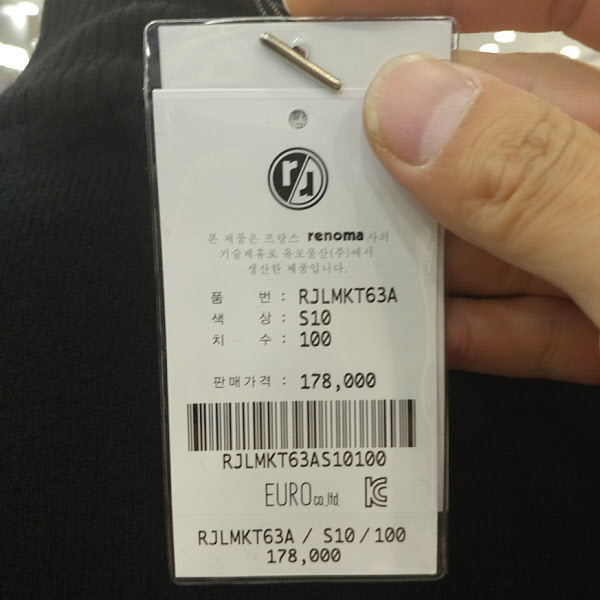 rr
본 제품은 프랑스 renoma 사의
기술제휴로 유로물산(주)에서
생산한 제품입니다.
품 번 : RJLMKT63A
색 상 : S10
치 수 : 100
판매가격 : 178,000
RJLMKT63AS10100
EURO co.,ltd. KC
RJLMKT63A / S10 / 100
178,000